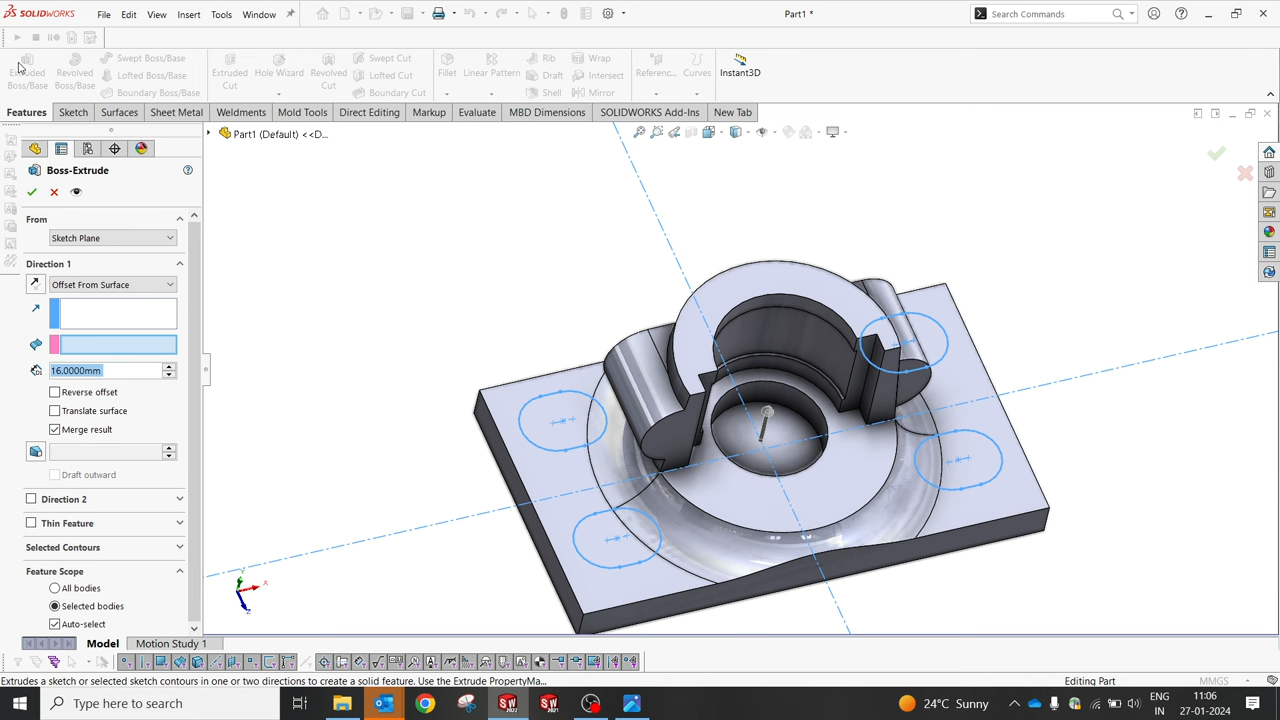 SOLIDWORKS File Edit View Insert Tools Window Part1 * Search Commands
Extruded Boss/Base
Revolved Boss/Base
Swept Boss/Base
Lofted Boss/Base
Boundary Boss/Base
Extruded Cut
Hole Wizard
Revolved Cut
Swept Cut
Lofted Cut
Boundary Cut
Fillet
Linear Pattern
Rib
Draft
Shell
Wrap
Intersect
Mirror
Referenc...
Curves
Instant3D
Features Sketch Surfaces Sheet Metal Weldments Mold Tools Direct Editing Markup Evaluate MBD Dimensions SOLIDWORKS Add-Ins New Tab
Part1 (Default) <<D...
Boss-Extrude
From
Sketch Plane
Direction 1
Offset From Surface
D1
16.0000mm
Reverse offset
Translate surface
Merge result
Draft outward
Direction 2
Thin Feature
Selected Contours
Feature Scope
All bodies
Selected bodies
Auto-select
Model Motion Study 1
Extrudes a sketch or selected sketch contours in one or two directions to create a solid feature. Use the Extrude PropertyMa...
Editing Part
MMGS
Type here to search
24°C Sunny
ENG
IN
11:06
27-01-2024